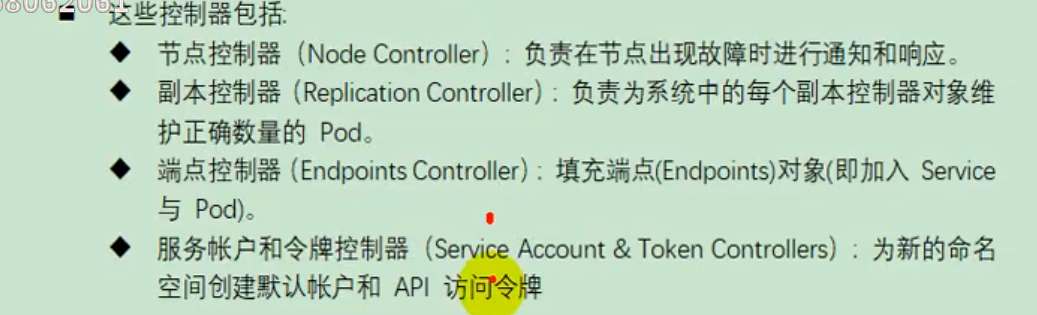 这些控制器包括:
◆ 节点控制器（Node Controller）: 负责在节点出现故障时进行通知和响应。
◆ 副本控制器（Replication Controller）: 负责为系统中的每个副本控制器对象维
护正确数量的 Pod。
◆ 端点控制器（Endpoints Controller）: 填充端点(Endpoints)对象(即加入 Service
与 Pod)。
◆ 服务帐户和令牌控制器（Service Account & Token Controllers）: 为新的命名
空间创建默认帐户和 API 访问令牌